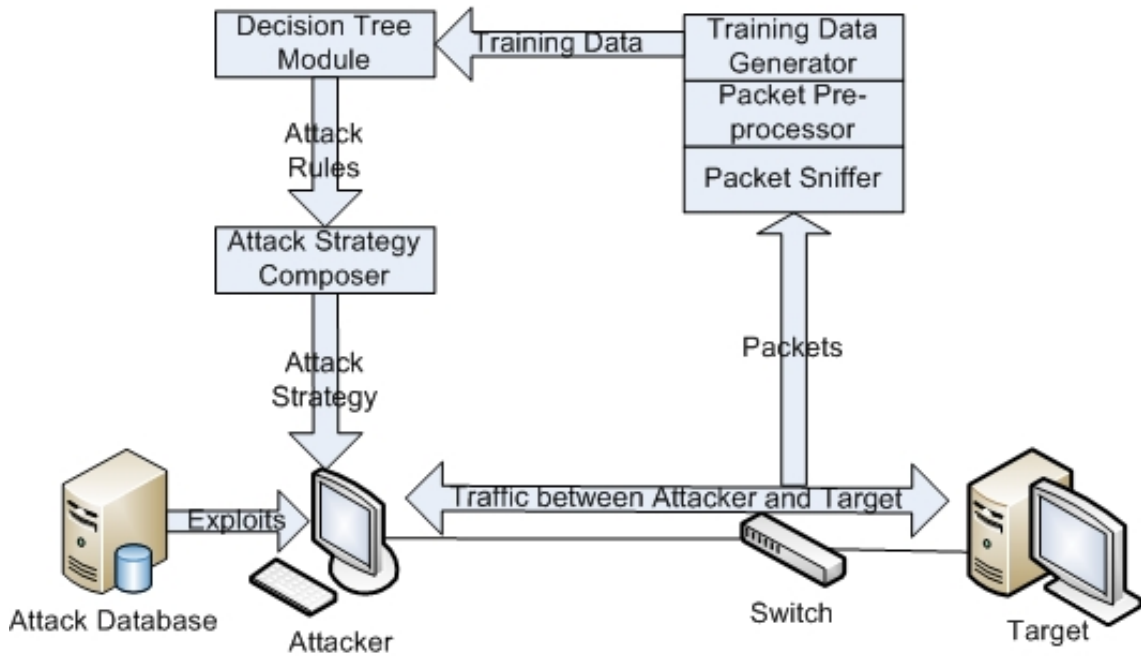 Decision Tree
Module
Training Data
Training Data
Generator
Packet Pre-
processor
Packet Sniffer
Attack
Rules
Attack Strategy
Composer
Attack
Strategy
Packets
Exploits
Traffic between Attacker and Target
Attack Database
Attacker
Switch
Target